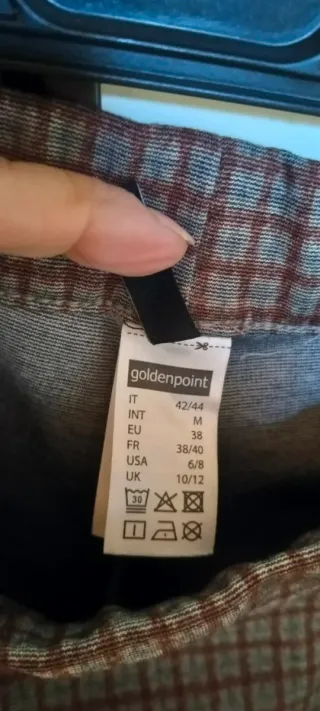 goldenpoint
IT 42/44
INT M
EU 38
FR 38/40
USA 6/8
UK 10/12
30